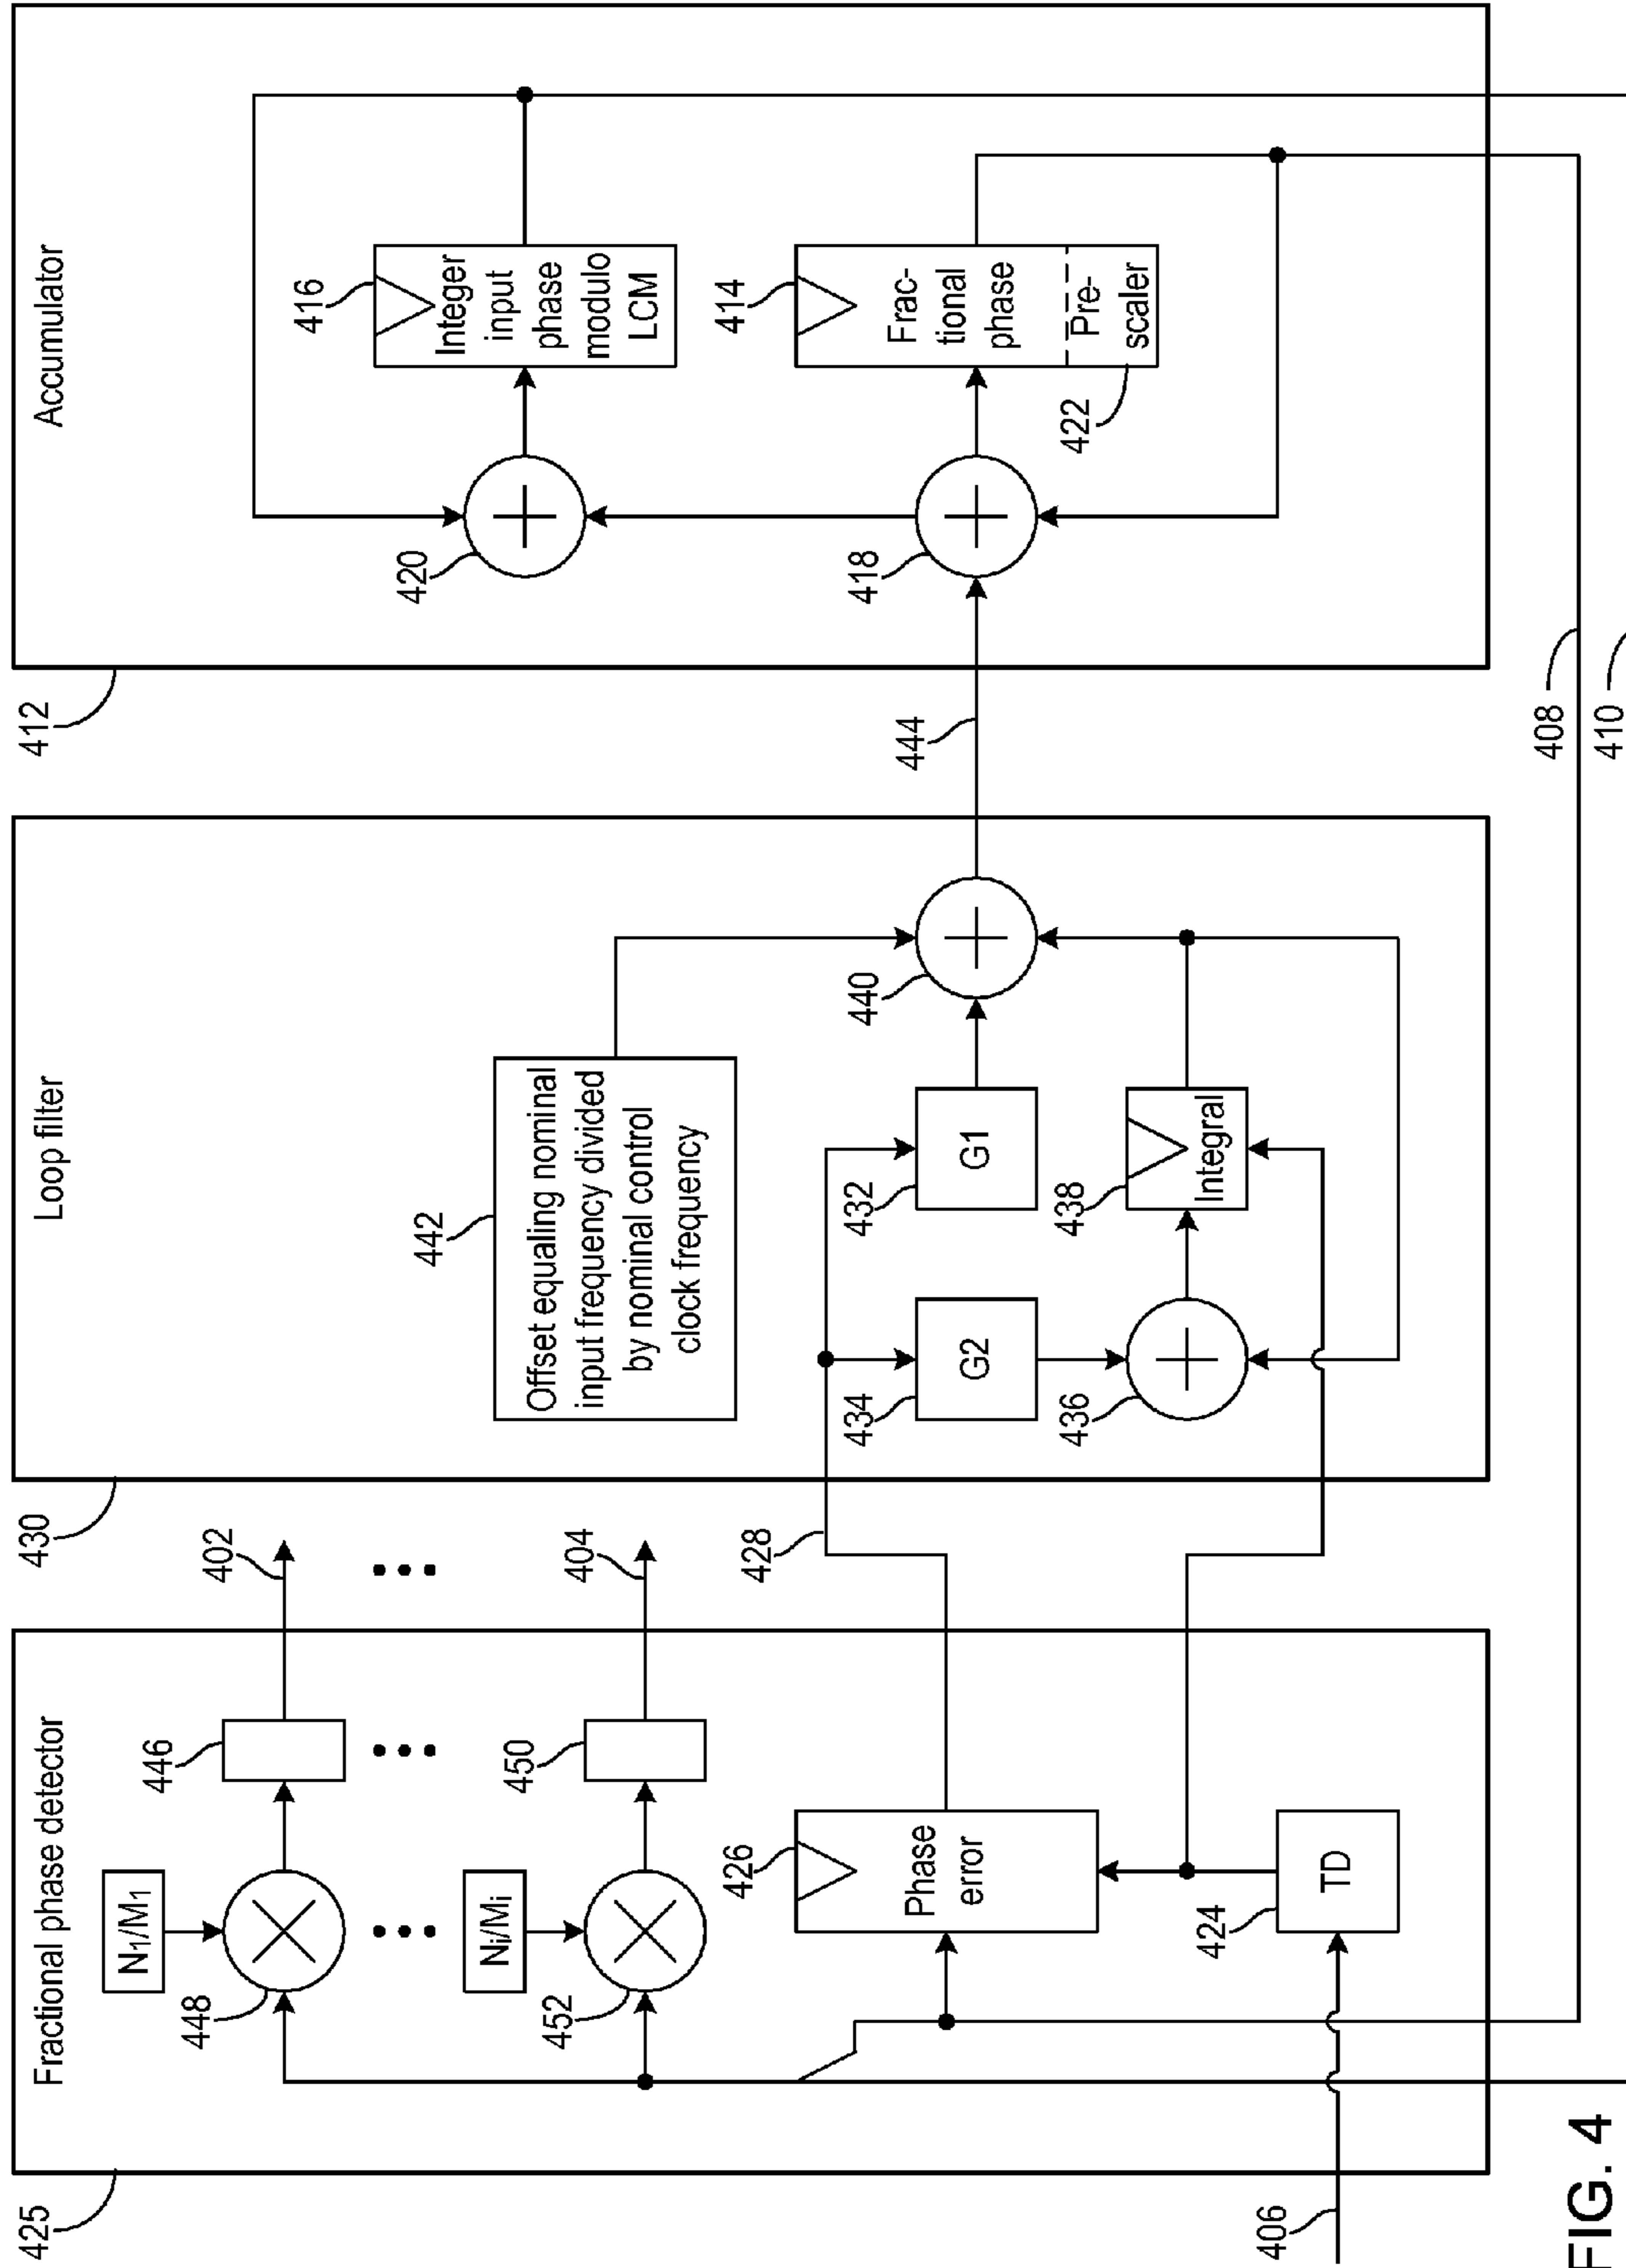 Fractional phase detector
425
N1/M1
448
446
402
Ni/Mi
452
450
404
426
Phase
error
428
424
TD
406
Loop filter
430
442
Offset equaling nominal
input frequency divided
by nominal control
clock frequency
434
G2
432
G1
436
438
Integral
440
444
Accumulator
412
420
416
Integer
input
phase
modulo
LCM
418
414
Frac-
tional
phase
Pre-
scaler
422
408
410
FIG. 4